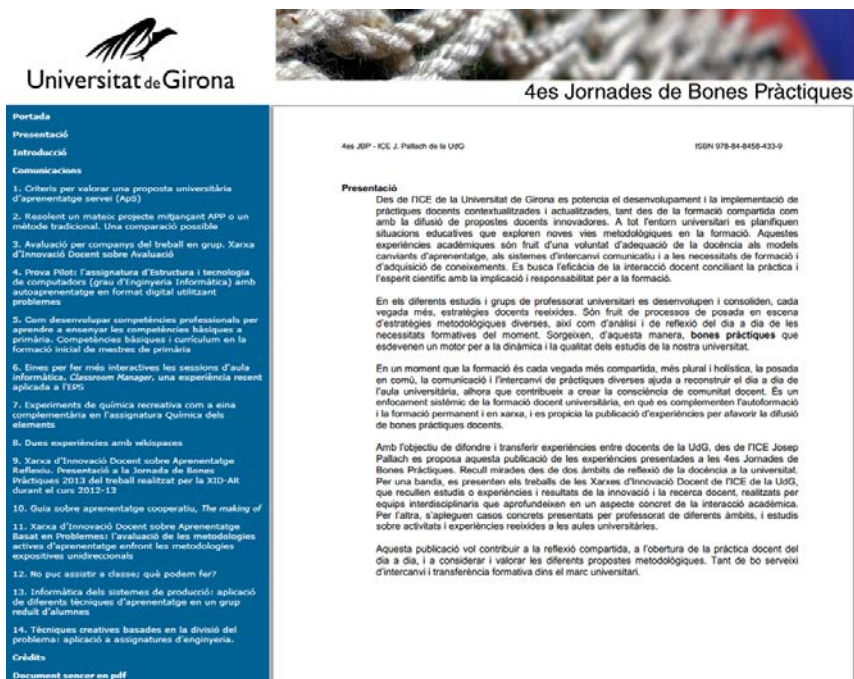 Universitat de Girona
4es Jornades de Bones Pràctiques
Portada
Presentació
Introducció
Comunicacions
1. Criteris per valorar una proposta universitària
d'aprenentatge servei (ApS)
2. Resolent un mateix projecte mitjançant APP o un
mètode tradicional. Una comparació possible
3. Avaluació per companys del treball en grup. Xarxa
d'Innovació Docent sobre Avaluació
4. Prova Pilot: l'assignatura d'Estructura i tecnologia
de computadors (grau d'Enginyeria Informàtica) amb
autoaprenentatge en format digital utilitzant
problemes
5. Com desenvolupar competències professionals per
aprendre a ensenyar les competències bàsiques a
primària. Competències bàsiques i currículum en la
formació inicial de mestres de primària
6. Eines per fer més interactives les sessions d'aula
informàtica. Classroom Manager, una experiència recent
aplicada a l'EPS
7. Experiments de química recreativa com a eina
complementària en l'assignatura Química dels
elements
8. Dues experiències amb wikispaces
9. Xarxa d'Innovació Docent sobre Aprenentatge
Reflexiu. Presentació a la Jornada de Bones
Pràctiques 2013 del treball realitzat per la XID-AR
durant el curs 2012-13
10. Guia sobre aprenentatge cooperatiu, The making of
11. Xarxa d'Innovació Docent sobre Aprenentatge
Basat en Problemes: l'avaluació de les metodologies
actives d'aprenentatge enfront les metodologies
expositives unidireccionals
12. No puc assistir a classe; què podem fer?
13. Informàtica dels sistemes de producció: aplicació
de diferents tècniques d'aprenentatge en un grup
reduït d'alumnes
14. Tècniques creatives basades en la divisió del
problema: aplicació a assignatures d'enginyeria.
Crèdits
Document sencer en pdf
4es JBP - ICE J. Pallach de la UdG ISBN 978-84-8458-433-9
Presentació
Des de l'ICE de la Universitat de Girona es potencia el desenvolupament i la implementació de
pràctiques docents contextualitzades i actualitzades, tant des de la formació compartida com
amb la difusió de propostes docents innovadores. A tot l'entorn universitari es planifiquen
situacions educatives que exploren noves vies metodològiques en la formació. Aquestes
experiències acadèmiques són fruit d'una voluntat d'adequació de la docència als models
canviants d'aprenentatge, als sistemes d'intercanvi comunicatiu i a les necessitats de formació i
d'adquisició de coneixements. Es busca l'eficàcia de la interacció docent conciliant la pràctica i
l'esperit científic amb la implicació i responsabilitat per a la formació.
En els diferents estudis i grups de professorat universitari es desenvolupen i consoliden, cada
vegada més, estratègies docents reeixides. Són fruit de processos de posada en escena
d'estratègies metodològiques diverses, així com d'anàlisi i de reflexió del dia a dia de les
necessitats formatives del moment. Sorgeixen, d'aquesta manera, bones pràctiques que
esdevenen un motor per a la dinàmica i la qualitat dels estudis de la nostra universitat.
En un moment que la formació és cada vegada més compartida, més plural i holística, la posada
en comú, la comunicació i l'intercanvi de pràctiques diverses ajuda a reconstruir el dia a dia de
l'aula universitària, alhora que contribueix a crear la consciència de comunitat docent. És un
enfocament sistèmic de la formació docent universitària, en què es complementen l'autoformació
i la formació permanent i en xarxa, i es propicia la publicació d'experiències per afavorir la difusió
de bones pràctiques docents.
Amb l'objectiu de difondre i transferir experiències entre docents de la UdG, des de l'ICE Josep
Pallach es proposa aquesta publicació de les experiències presentades a les 4es Jornades de
Bones Pràctiques. Recull mirades des de dos àmbits de reflexió de la docència a la universitat.
Per una banda, es presenten els treballs de les Xarxes d'Innovació Docent de l'ICE de la UdG,
que recullen estudis o experiències i resultats de la innovació i la recerca docent, realitzats per
equips interdisciplinaris que aprofundeixen en un aspecte concret de la interacció acadèmica.
Per l'altra, s'apleguen casos concrets presentats per professorat de diferents àmbits, i estudis
sobre activitats i experiències reeixides a les aules universitàries.
Aquesta publicació vol contribuir a la reflexió compartida, a l'obertura de la pràctica docent del
dia a dia, i a considerar i valorar les diferents propostes metodològiques. Tant de bo serveixi
d'intercanvi i transferència formativa dins el marc universitari.